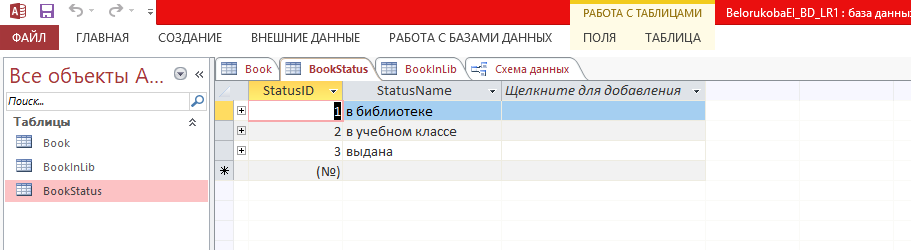 РАБОТА С ТАБЛИЦАМИ
BelorukobaEI_BD_LR1 : база данны
ФАЙЛ ГЛАВНАЯ СОЗДАНИЕ ВНЕШНИЕ ДАННЫЕ РАБОТА С БАЗАМИ ДАННЫХ ПОЛЯ ТАБЛИЦА
Все объекты A...
Поиск...
Таблицы
Book
BookInLib
BookStatus
Book BookStatus BookInLib Схема данных
StatusID StatusName Щелкните для добавления
1 в библиотеке
2 в учебном классе
3 выдана
(№)